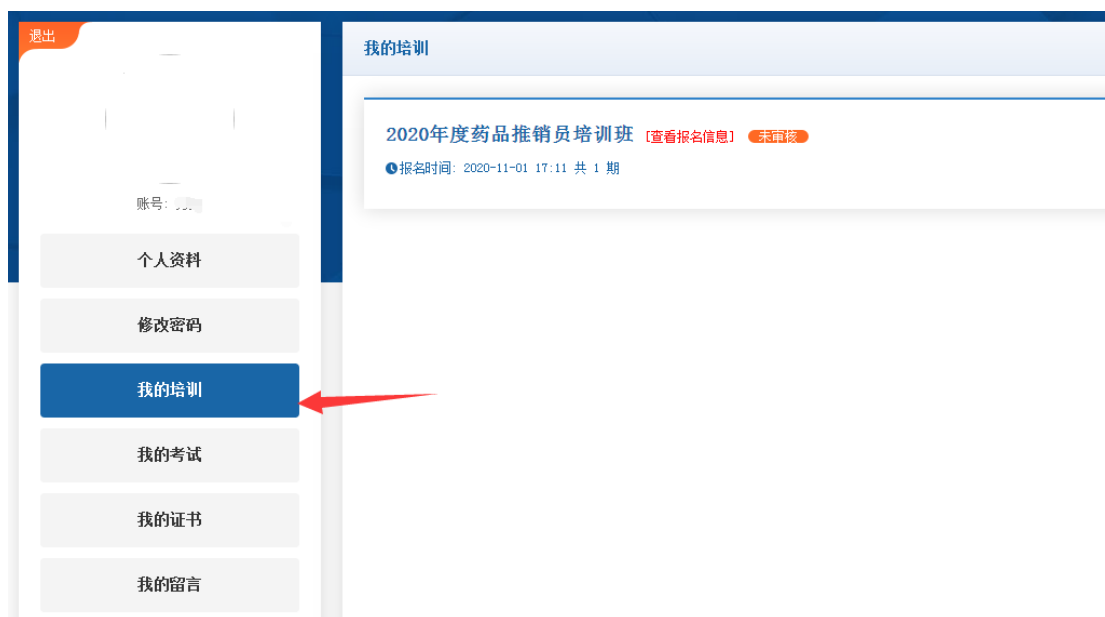 退出
账号:
个人资料
修改密码
我的培训
我的考试
我的证书
我的留言
我的培训
2020年度药品推销员培训班 [查看报名信息] 未审核
报名时间: 2020-11-01 17:11 共 1 期